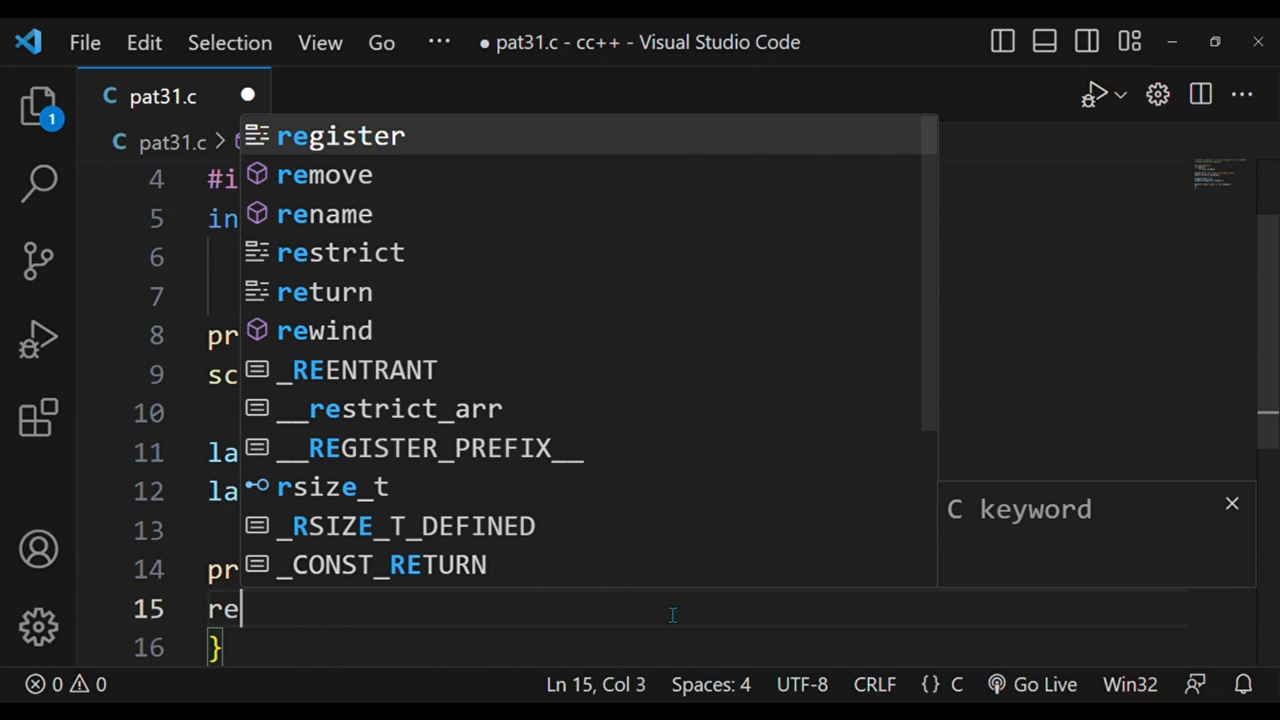 File Edit Selection View Go ··· ● pat31.c - cc++ - Visual Studio Code
C pat31.c ●
C pat31.c >
1
4 #i
5 in
6
7
8 pr
9 sc
10
11 la
12 la
13
14 pr
15 re
16 }
register
remove
rename
restrict
return
rewind
_REENTRANT
__restrict_arr
__REGISTER_PREFIX__
rsize_t
_RSIZE_T_DEFINED
_CONST_RETURN
C keyword
0 0 Ln 15, Col 3 Spaces: 4 UTF-8 CRLF {} C Go Live Win32